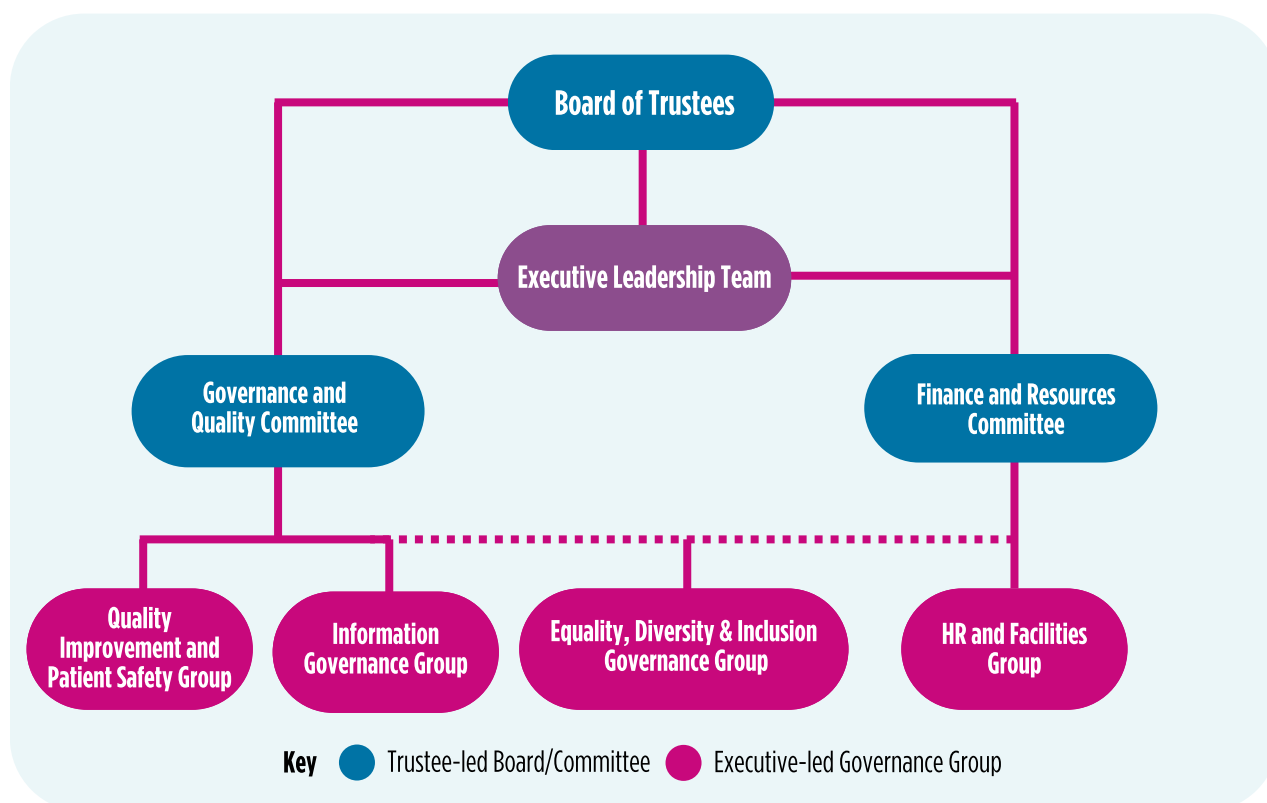 Board of Trustees
Executive Leadership Team
Governance and
Quality Committee
Finance and Resources
Committee
Quality
Improvement and
Patient Safety Group
Information
Governance Group
Equality, Diversity & Inclusion
Governance Group
HR and Facilities
Group
Key Trustee-led Board/Committee Executive-led Governance Group